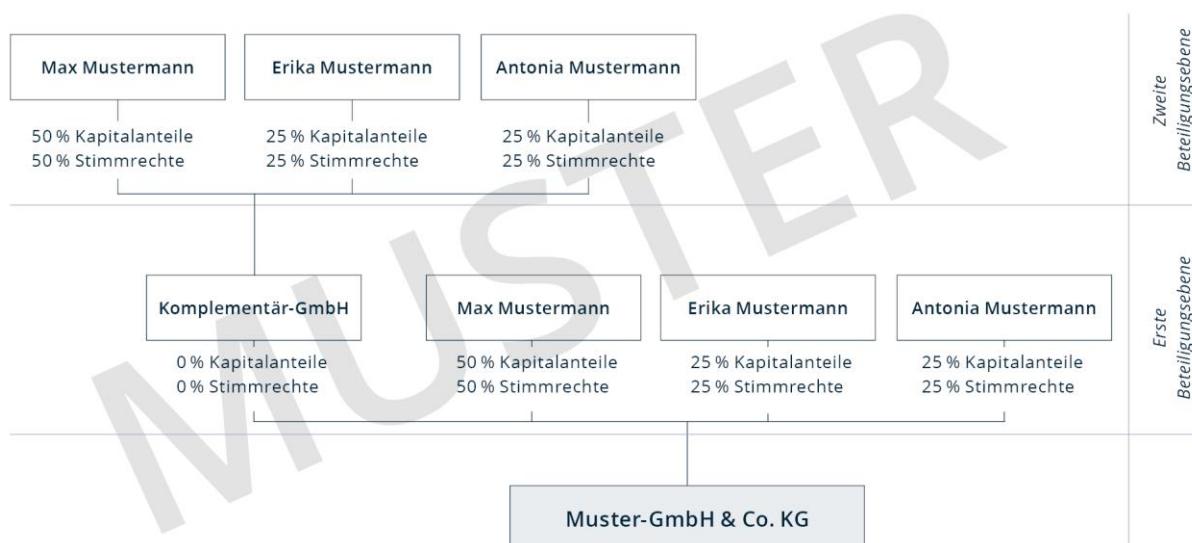 Max Mustermann
Erika Mustermann
Antonia Mustermann
50 % Kapitalanteile
50 % Stimmrechte
25 % Kapitalanteile
25 % Stimmrechte
25 % Kapitalanteile
25 % Stimmrechte
Zweite
Beteiligungsebene
Komplementär-GmbH
Max Mustermann
Erika Mustermann
Antonia Mustermann
0 % Kapitalanteile
0 % Stimmrechte
50 % Kapitalanteile
50 % Stimmrechte
25 % Kapitalanteile
25 % Stimmrechte
25 % Kapitalanteile
25 % Stimmrechte
Erste
Beteiligungsebene
Muster-GmbH & Co. KG
MUSTER